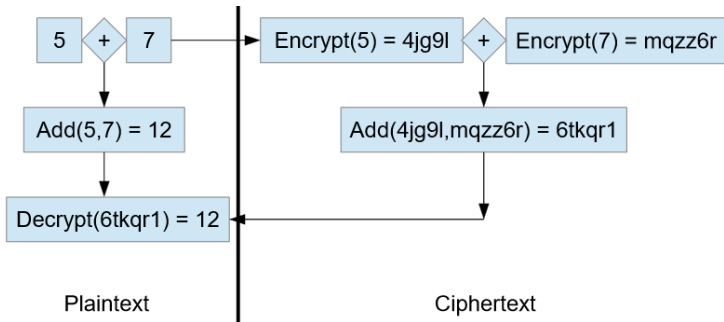 5 + 7
Encrypt(5) = 4jg9l + Encrypt(7) = mqzz6r
Add(5,7) = 12
Add(4jg9l,mqzz6r) = 6tkqr1
Decrypt(6tkqr1) = 12
Plaintext
Ciphertext